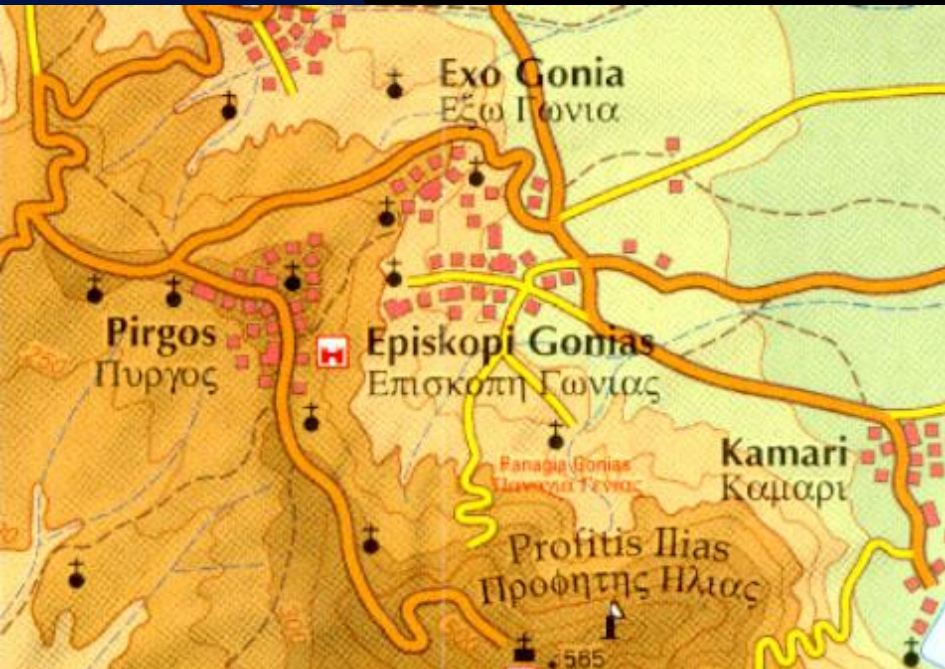 Exo Gonia
Εξω Γωνια
Pirgos
Πυργος
Episkopi Gonias
Επισκοπη Γωνιας
Panagia Gonias
Kamari
Καμαρι
Profitis Ilias
Προφητης Ηλιας
565